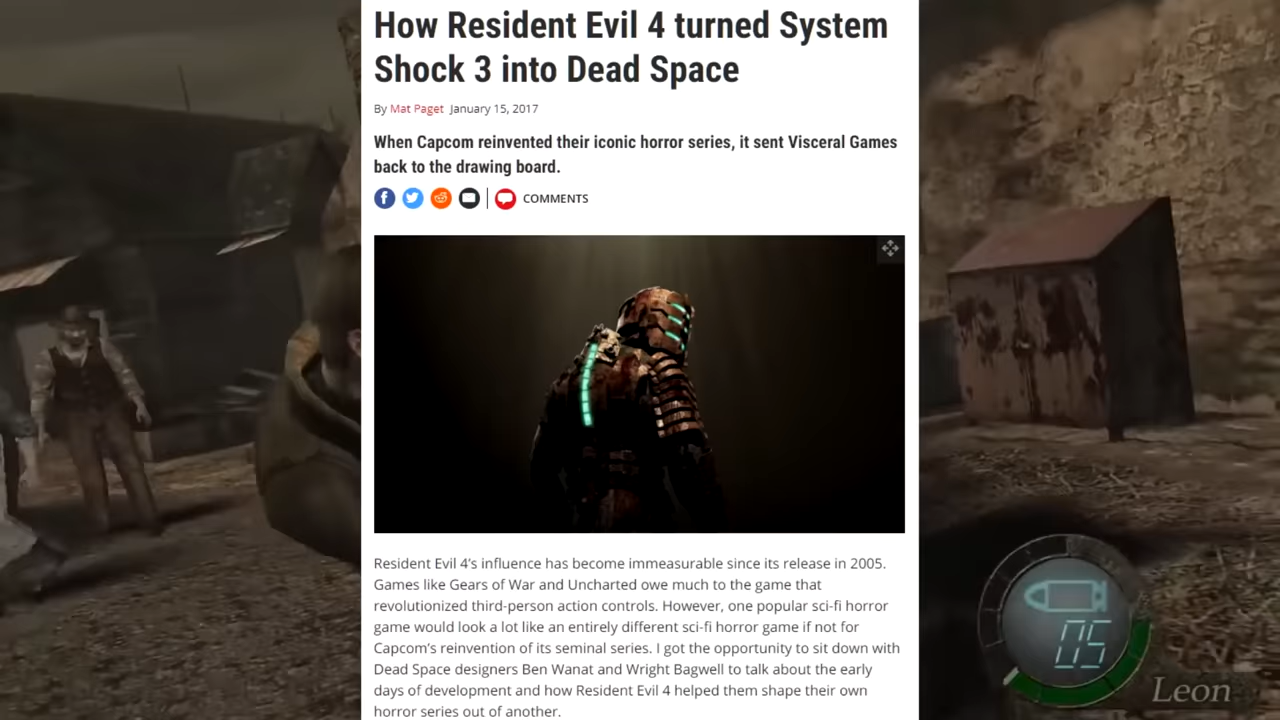 How Resident Evil 4 turned System
Shock 3 into Dead Space
By Mat Paget January 15, 2017
When Capcom reinvented their iconic horror series, it sent Visceral Games
back to the drawing board.
COMMENTS
Resident Evil 4’s influence has become immeasurable since its release in 2005.
Games like Gears of War and Uncharted owe much to the game that
revolutionized third-person action controls. However, one popular sci-fi horror
game would look a lot like an entirely different sci-fi horror game if not for
Capcom’s reinvention of its seminal series. I got the opportunity to sit down with
Dead Space designers Ben Wanat and Wright Bagwell to talk about the early
days of development and how Resident Evil 4 helped them shape their own
horror series out of another.
05
Leon